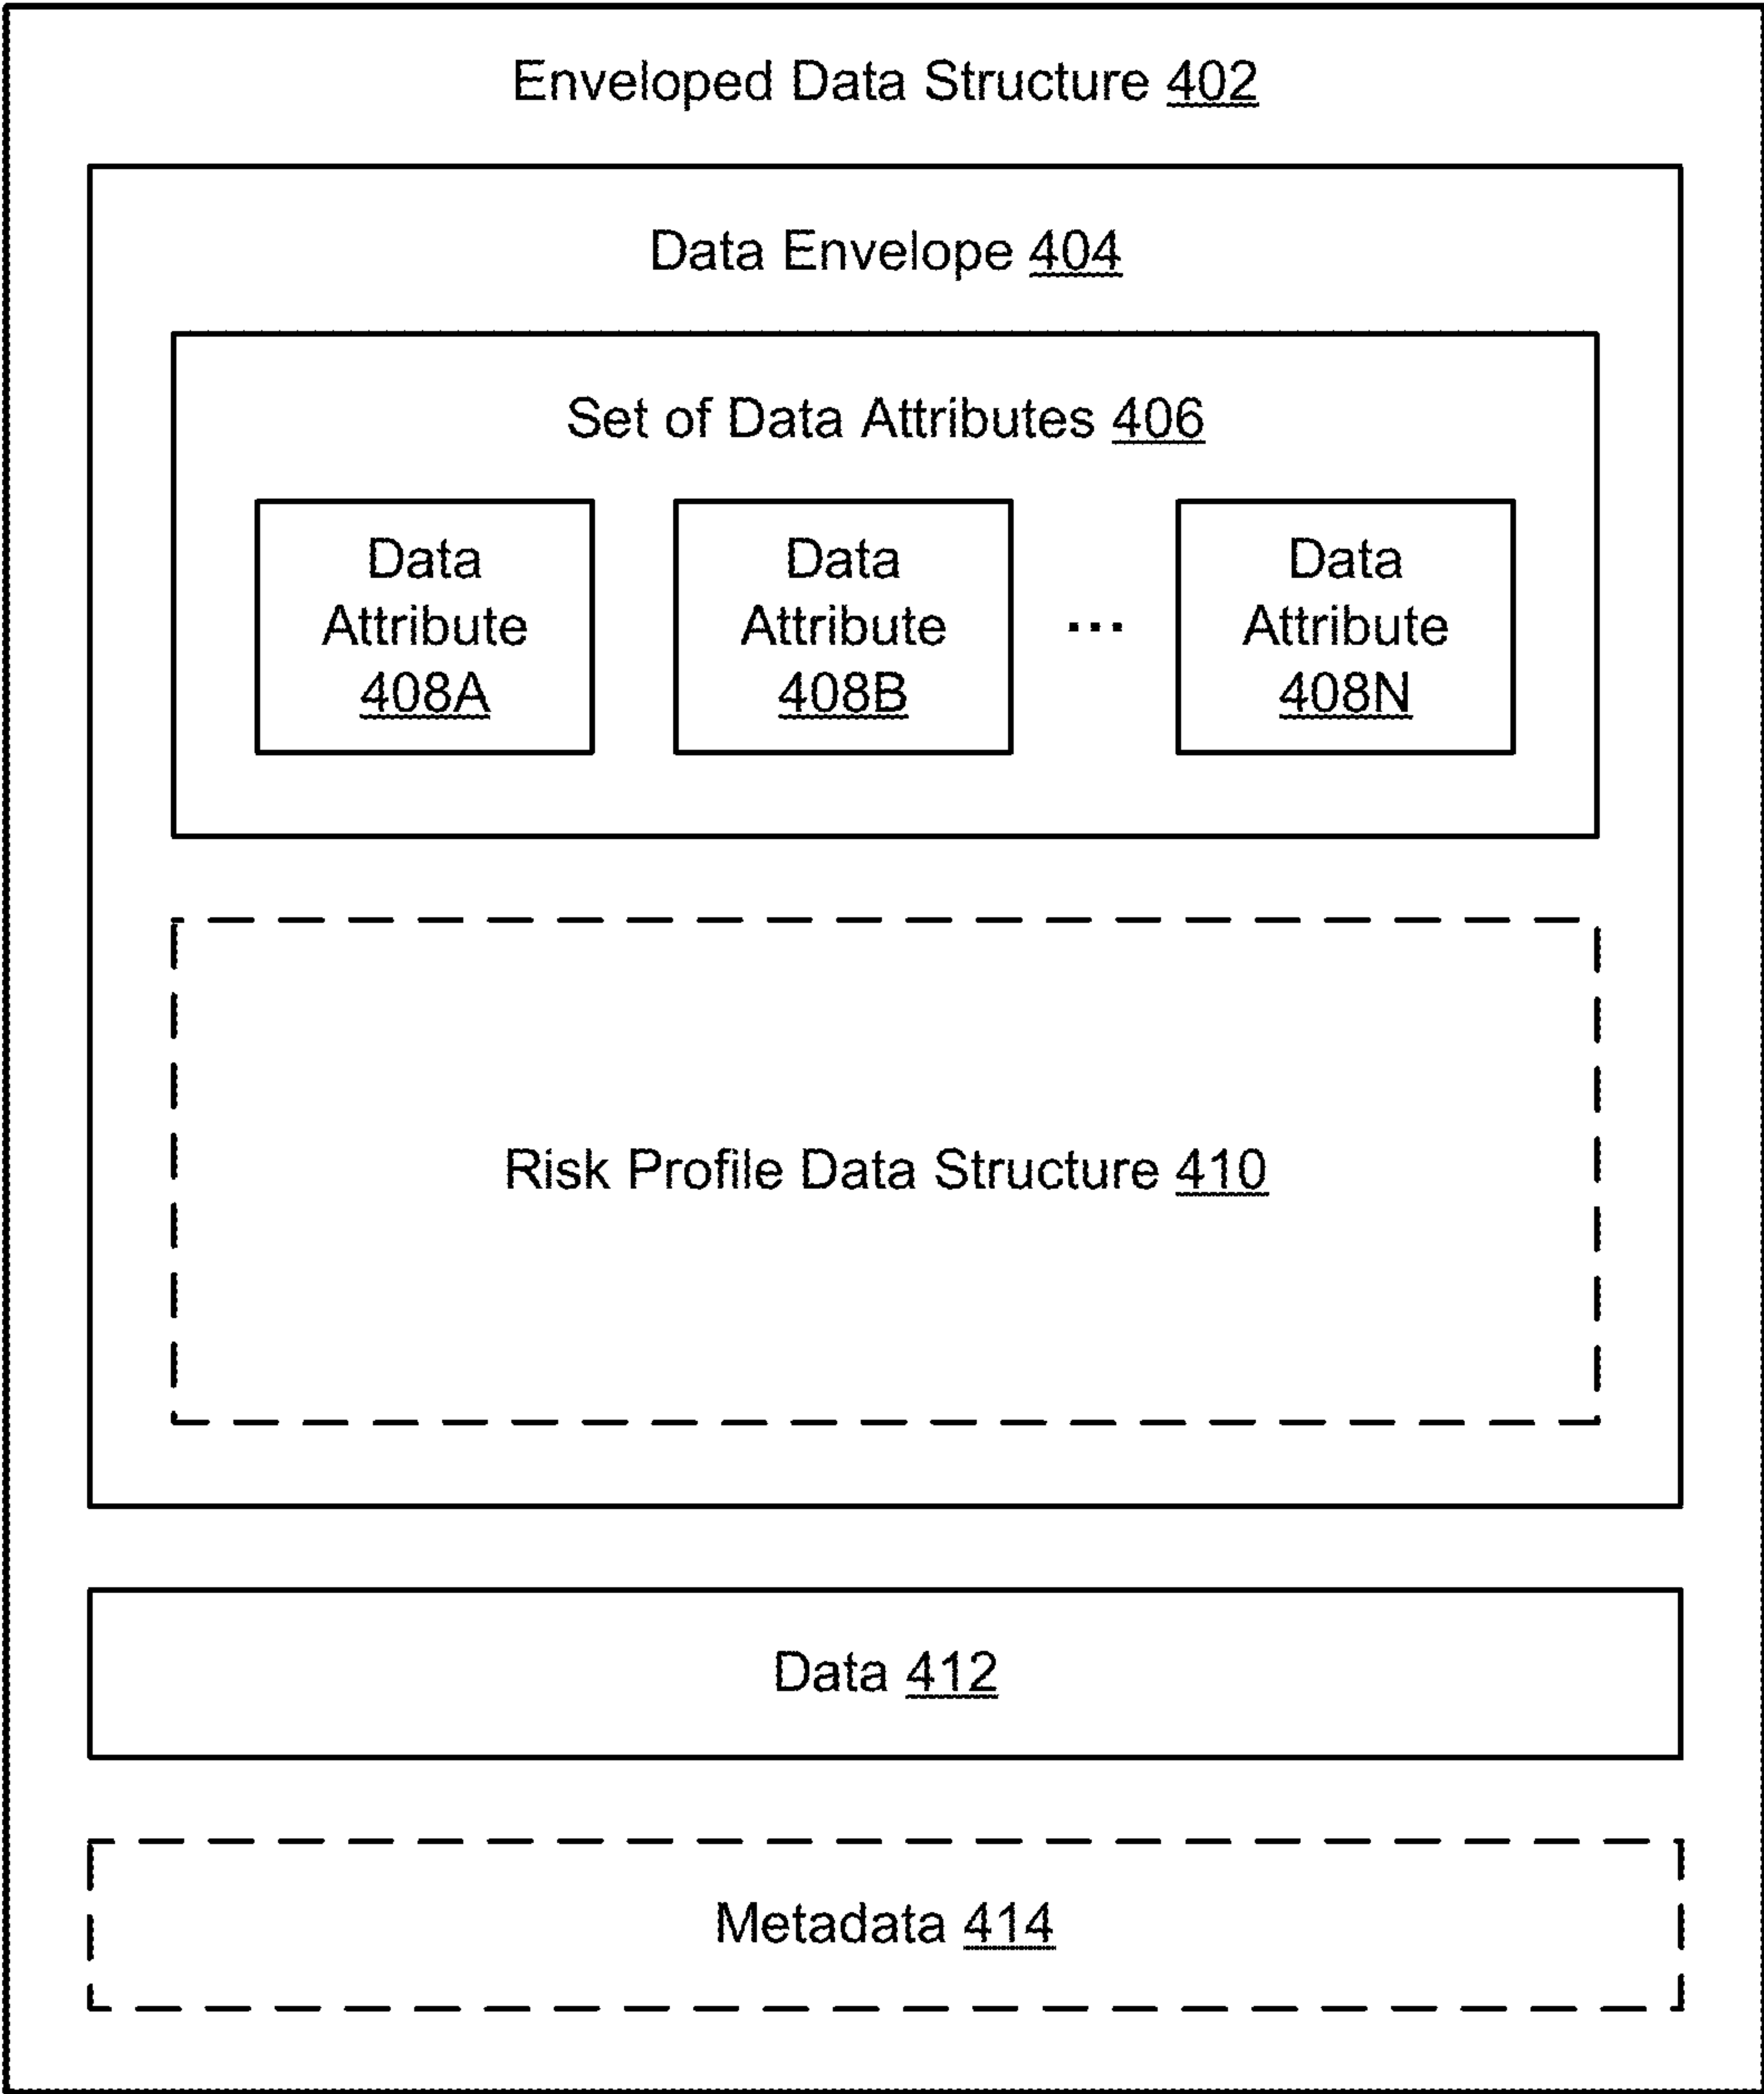 Enveloped Data Structure 402
Data Envelope 404
Set of Data Attributes 406
Data
Attribute
408A
Data
Attribute
408B
...
Data
Attribute
408N
Risk Profile Data Structure 410
Data 412
Metadata 414